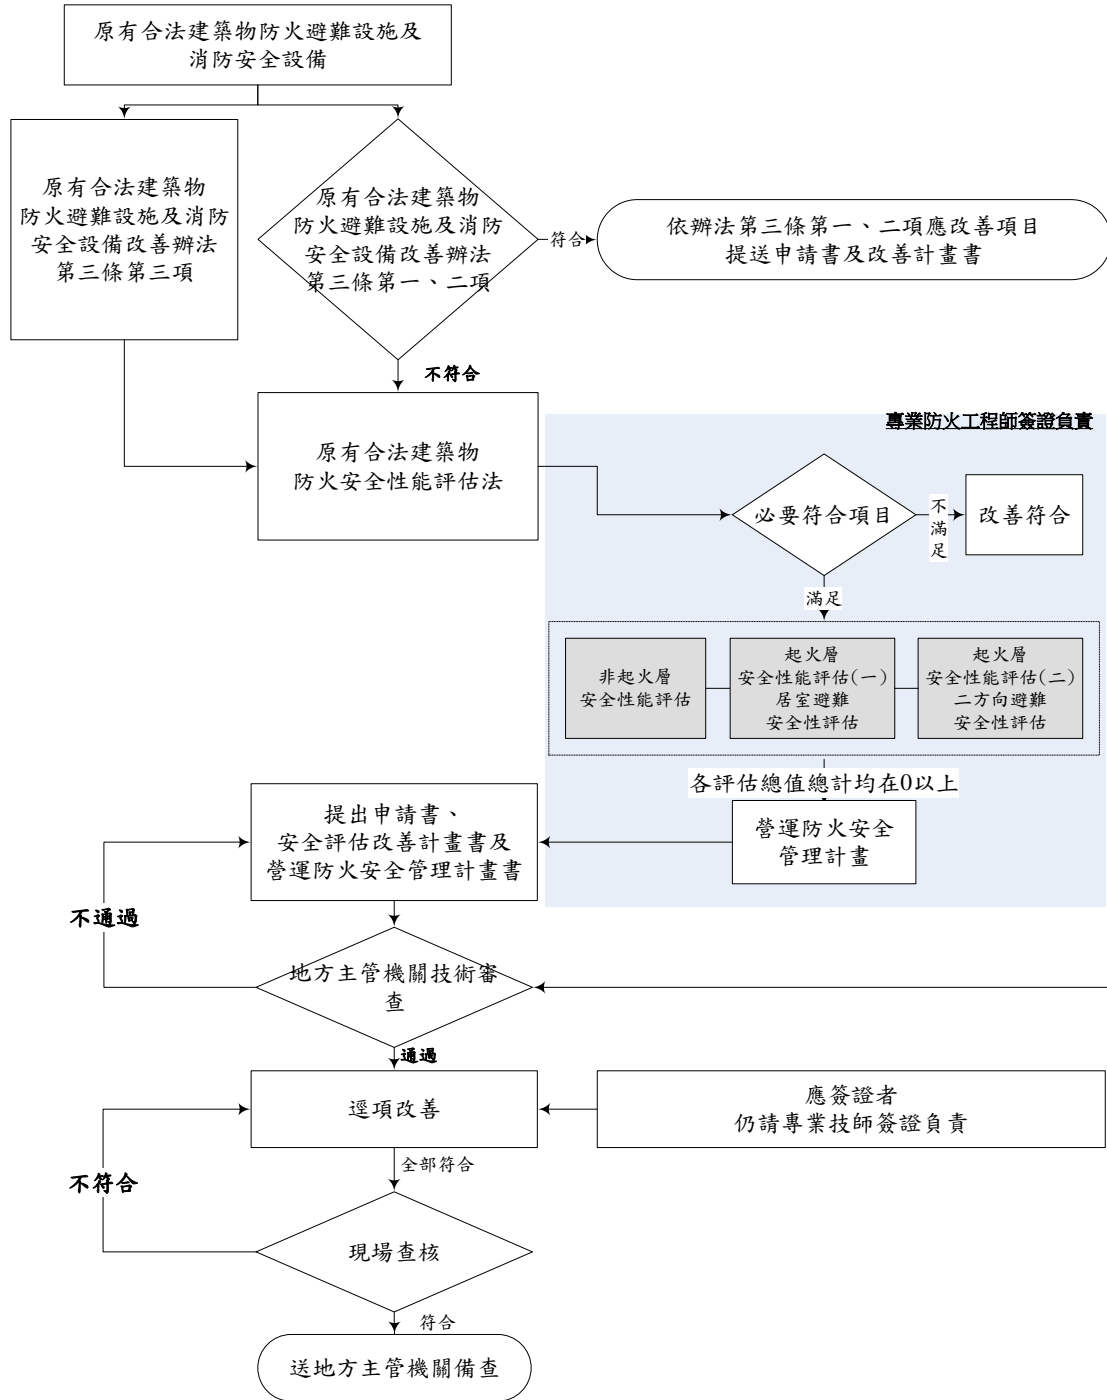 原有合法建築物防火避難設施及
消防安全設備
原有合法建築物
防火避難設施及消防
安全設備改善辦法
第三條第三項
原有合法建築物
防火避難設施及消防
安全設備改善辦法
第三條第一、二項
符合
依辦法第三條第一、二項應改善項目
提送申請書及改善計畫書
不符合
原有合法建築物
防火安全性能評估法
專業防火工程師簽證負責
必要符合項目
不
滿
足
改善符合
滿足
非起火層
安全性能評估
起火層
安全性能評估(一)
居室避難
安全性評估
起火層
安全性能評估(二)
二方向避難
安全性評估
各評估總值總計均在0以上
營運防火安全
管理計畫
提出申請書、
安全評估改善計畫書及
營運防火安全管理計畫書
不通過
地方主管機關技術審
查
通過
逕項改善
應簽證者
仍請專業技師簽證負責
全部符合
不符合
現場查核
符合
送地方主管機關備查